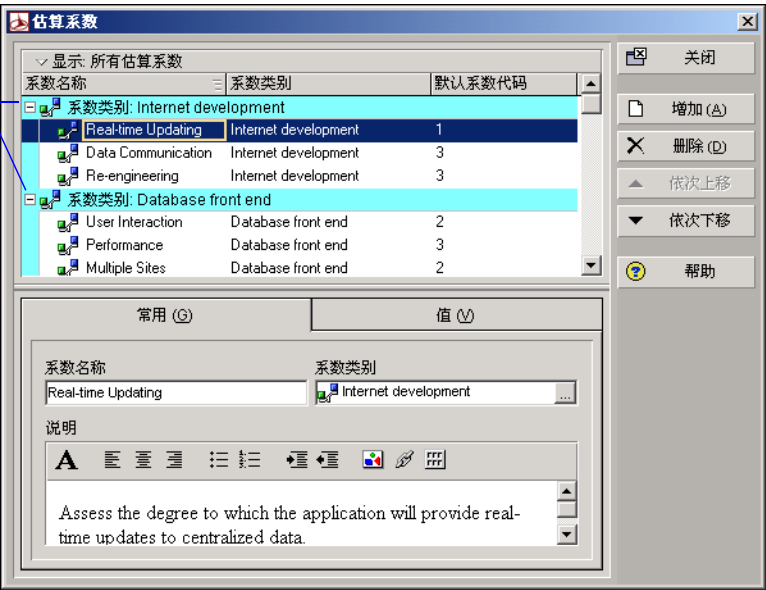 估算系数
显示: 所有估算系数
系数名称 系数类别 默认系数代码
系数类别: Internet development
Real-time Updating Internet development 1
Data Communication Internet development 3
Re-engineering Internet development 3
系数类别: Database front end
User Interaction Database front end 2
Performance Database front end 3
Multiple Sites Database front end 2
关闭
增加 (A)
删除 (D)
依次上移
依次下移
帮助
常用 (G) 值 (V)
系数名称 系数类别
Real-time Updating Internet development ...
说明
A
Assess the degree to which the application will provide real-
time updates to centralized data.